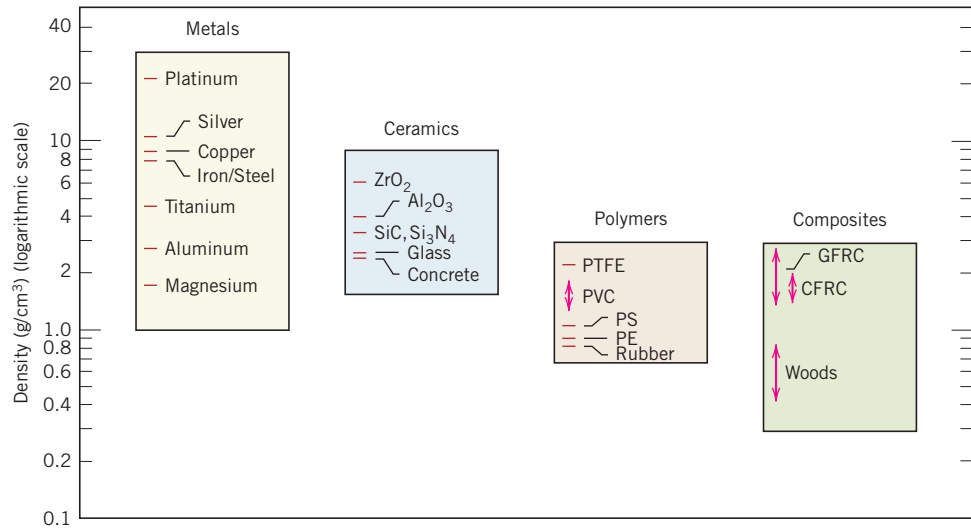 Density (g/cm³) (logarithmic scale)
40
20
10
8
6
4
2
1.0
0.8
0.6
0.4
0.2
0.1
Metals
Platinum
Silver
Copper
Iron/Steel
Titanium
Aluminum
Magnesium
Ceramics
ZrO₂
Al₂O₃
SiC, Si₃N₄
Glass
Concrete
Polymers
PTFE
PVC
PS
PE
Rubber
Composites
GFRC
CFRC
Woods